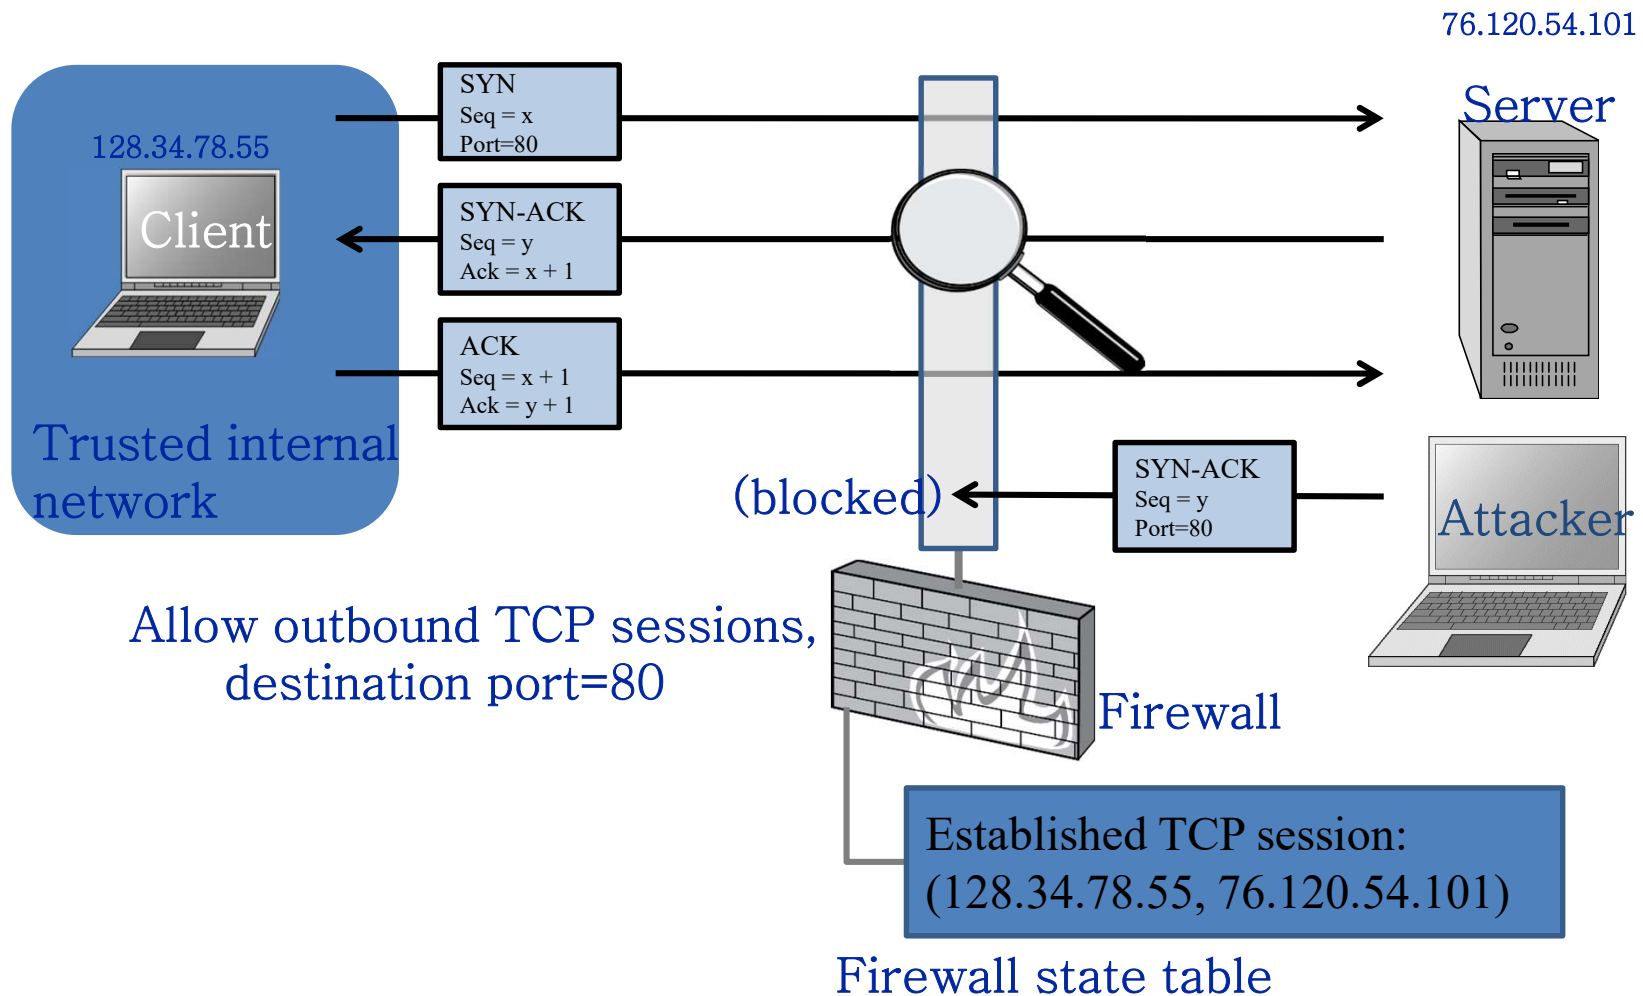 76.120.54.101
Server
SYN
Seq = x
Port=80
128.34.78.55
Client
SYN-ACK
Seq = y
Ack = x + 1
ACK
Seq = x + 1
Ack = y + 1
Trusted internal
network
(blocked)
SYN-ACK
Seq = y
Port=80
Attacker
Allow outbound TCP sessions,
destination port=80
Firewall
Established TCP session:
(128.34.78.55, 76.120.54.101)
Firewall state table